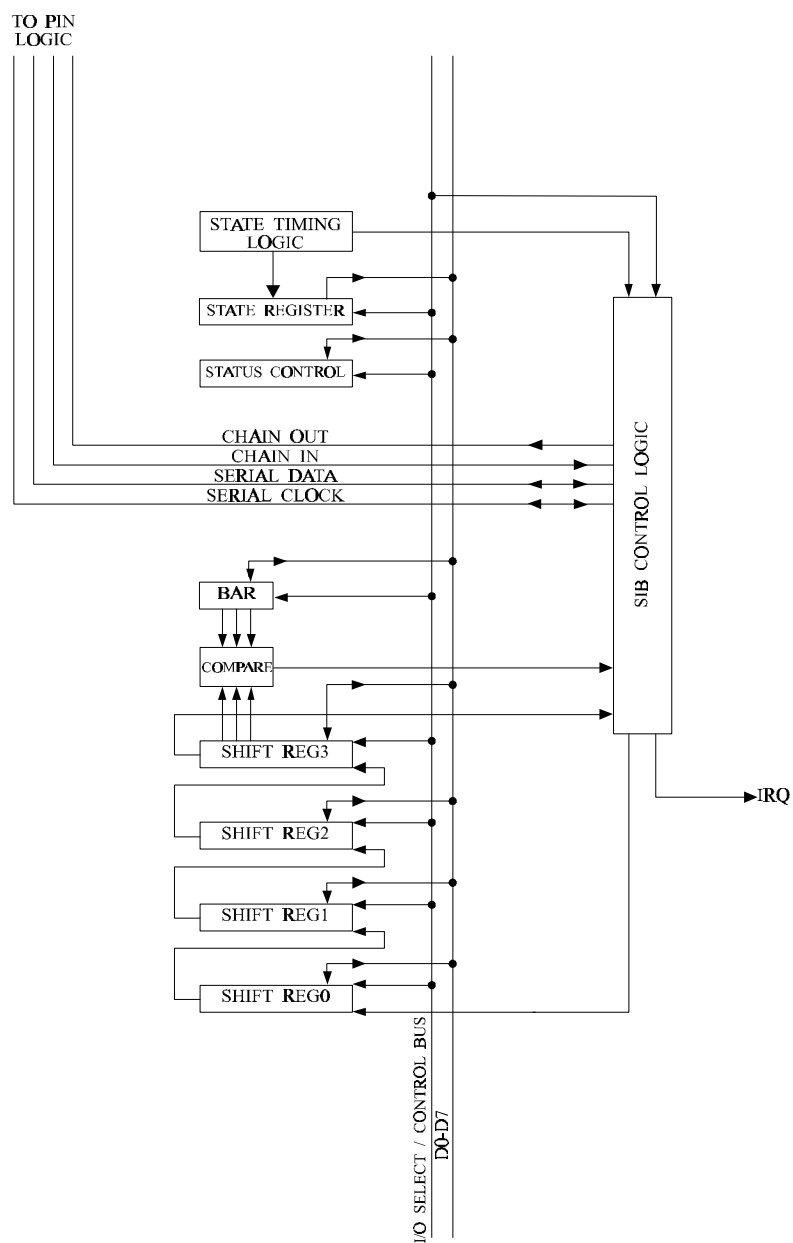 TO PIN
LOGIC
STATE TIMING
LOGIC
STATE REGISTER
STATUS CONTROL
CHAIN OUT
CHAIN IN
SERIAL DATA
SERIAL CLOCK
SIB CONTROL LOGIC
BAR
COMPARE
SHIFT REG3
IRQ
SHIFT REG2
SHIFT REG1
SHIFT REG0
I/O SELECT / CONTROL BUS
D0-D7